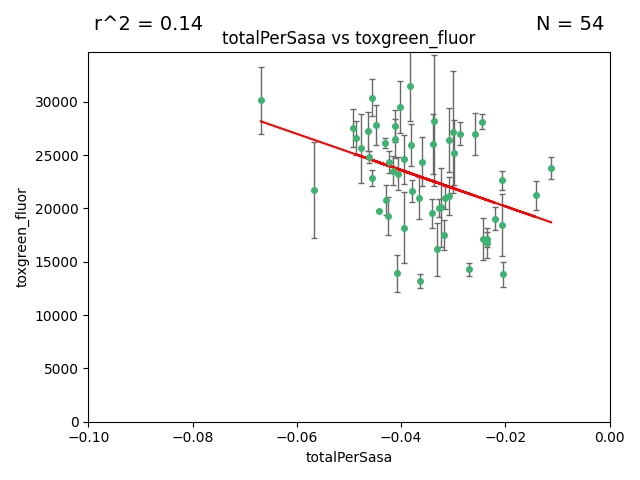 r^2 = 0.14
N = 54
totalPerSasa vs toxgreen_fluor
toxgreen_fluor
30000
25000
20000
15000
10000
5000
0
−0.10
−0.08
−0.06
−0.04
−0.02
0.00
totalPerSasa